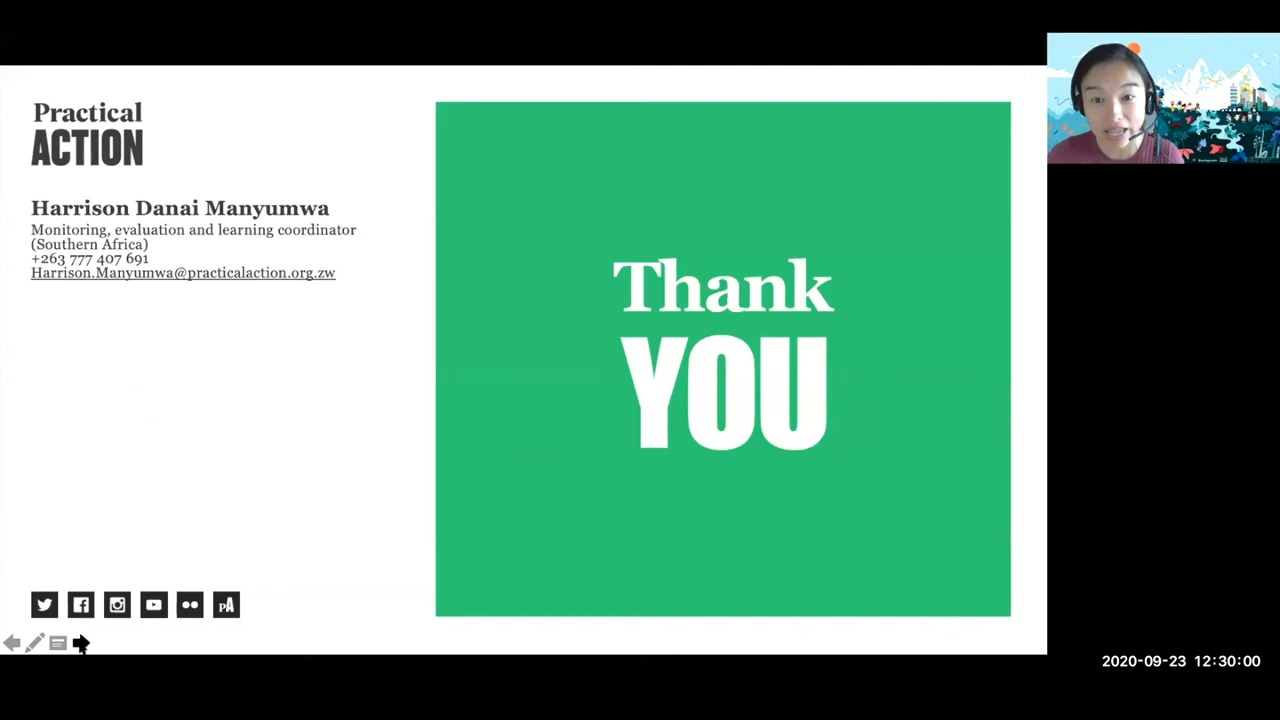 Practical
ACTION
Harrison Danai Manyumwa
Monitoring, evaluation and learning coordinator
(Southern Africa)
+263 777 407 691
Harrison.Manyumwa@practicalaction.org.zw
Thank
YOU
pA
2020-09-23 12:30:00